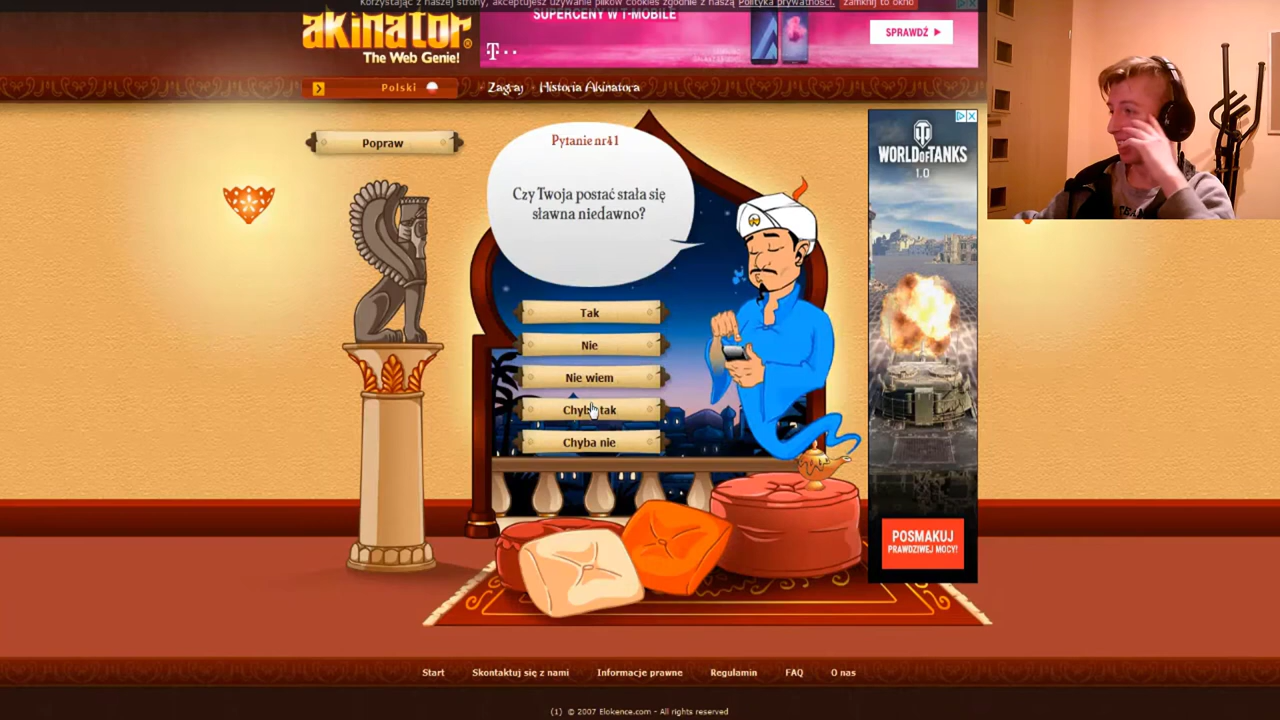 Korzystając z naszej strony, akceptujesz używanie plików cookies zgodnie z naszą Polityką prywatności. zamknij to okno
akinator®
The Web Genie!
SUPERCENY W T-MOBILE
T
SPRAWDŹ
Polski
Zagraj
Historia Akinatora
Popraw
Pytanie nr41
Czy Twoja postać stała się
sławna niedawno?
Tak
Nie
Nie wiem
Chyba tak
Chyba nie
WORLD OF TANKS
1.0
POSMAKUJ
PRAWDZIWEJ MOCY!
Start
Skontaktuj się z nami
Informacje prawne
Regulamin
FAQ
O nas
(1) © 2007 Elokence.com - All rights reserved